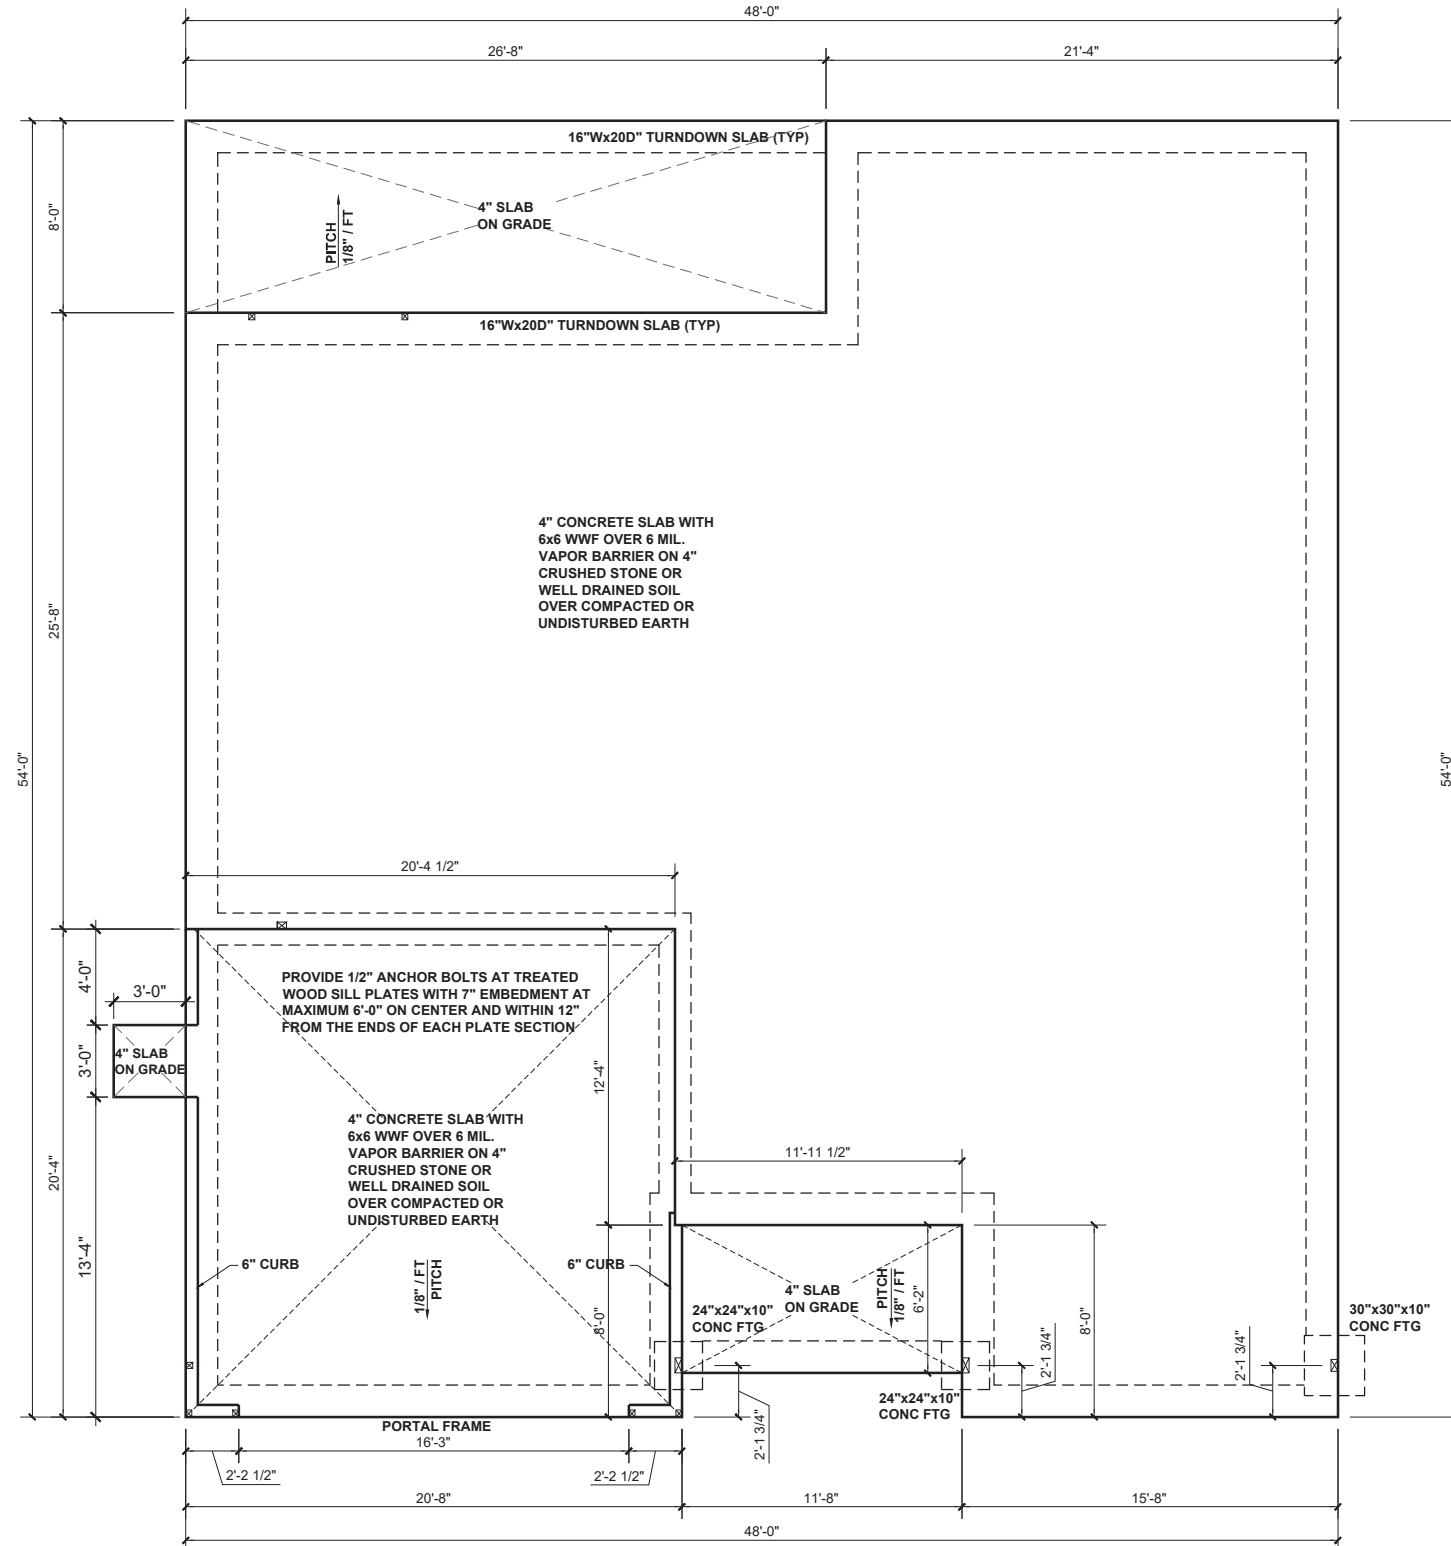 48'-0"
26'-8"
21'-4"
16"Wx20D" TURNDOWN SLAB (TYP)
8'-0"
PITCH
1/8" / FT
4" SLAB
ON GRADE
16"Wx20D" TURNDOWN SLAB (TYP)
4" CONCRETE SLAB WITH
6x6 WWF OVER 6 MIL.
VAPOR BARRIER ON 4"
CRUSHED STONE OR
WELL DRAINED SOIL
OVER COMPACTED OR
UNDISTURBED EARTH
25'-8"
54'-0"
54'-0"
20'-4 1/2"
4'-0"
3'-0"
PROVIDE 1/2" ANCHOR BOLTS AT TREATED
WOOD SILL PLATES WITH 7" EMBEDMENT AT
MAXIMUM 6'-0" ON CENTER AND WITHIN 12"
FROM THE ENDS OF EACH PLATE SECTION
3'-0"
4" SLAB
ON GRADE
12'-4"
4" CONCRETE SLAB WITH
6x6 WWF OVER 6 MIL.
VAPOR BARRIER ON 4"
CRUSHED STONE OR
WELL DRAINED SOIL
OVER COMPACTED OR
UNDISTURBED EARTH
11'-11 1/2"
20'-4"
13'-4"
6" CURB
1/8" / FT
PITCH
6" CURB
8'-0"
4" SLAB
ON GRADE
PITCH
1/8" / FT
6'-2"
8'-0"
24"x24"x10"
CONC FTG
30"x30"x10"
CONC FTG
2'-1 3/4"
2'-1 3/4"
24"x24"x10"
CONC FTG
2'-1 3/4"
PORTAL FRAME
16'-3"
2'-2 1/2"
2'-2 1/2"
20'-8"
11'-8"
15'-8"
48'-0"